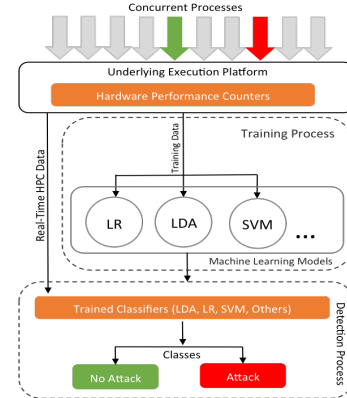 Concurrent Processes
Underlying Execution Platform
Hardware Performance Counters
Real-Time HPC Data
Training Data
Training Process
LR
LDA
SVM
...
Machine Learning Models
Trained Classifiers (LDA, LR, SVM, Others)
Classes
No Attack
Attack
Detection Process